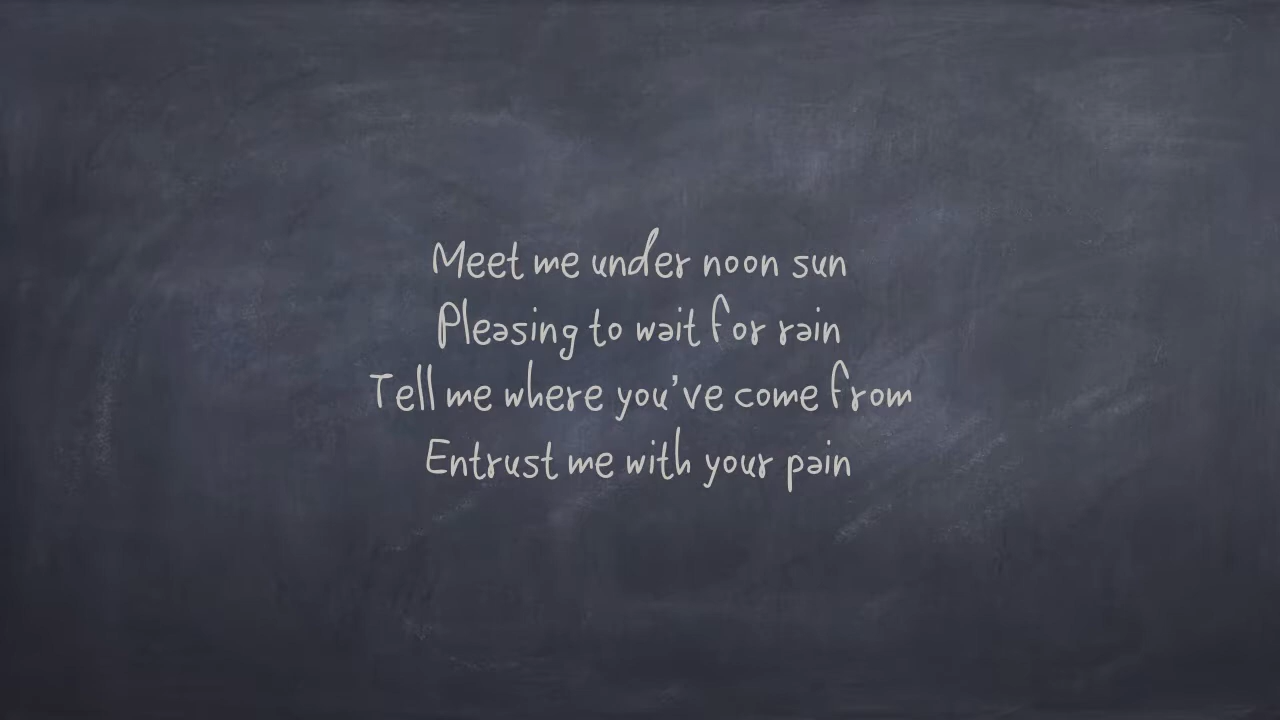 Meet me under noon sun
Pleasing to wait for rain
Tell me where you've come from
Entrust me with your pain